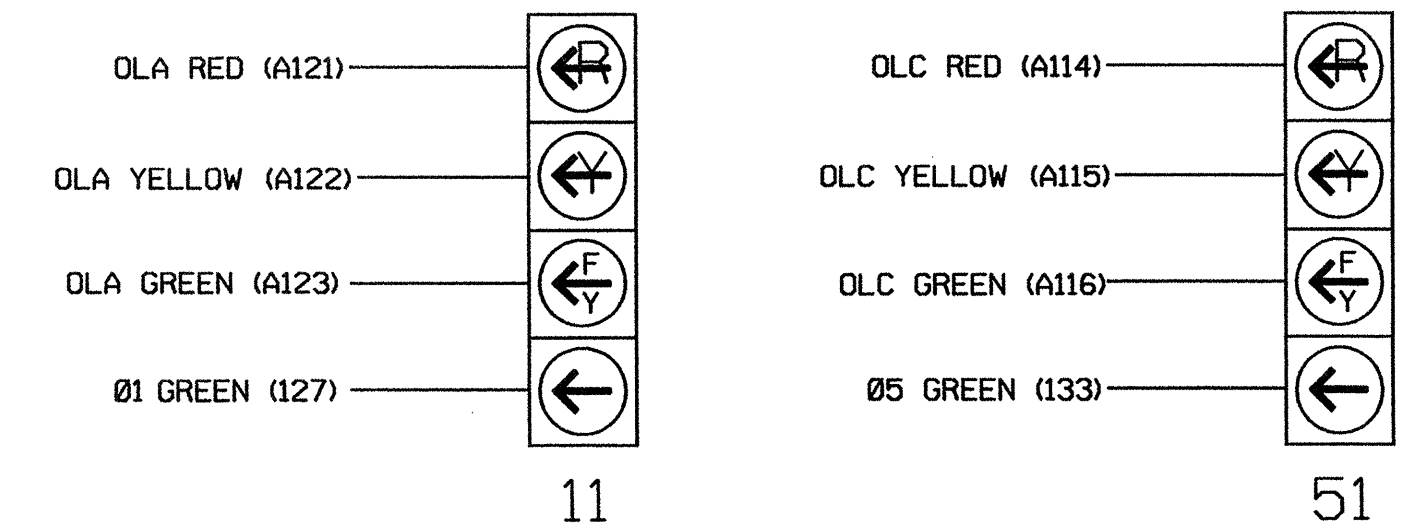 OLA RED (A121)
R
OLA YELLOW (A122)
Y
OLA GREEN (A123)
F
Y
Ø1 GREEN (127)
11
OLC RED (A114)
R
OLC YELLOW (A115)
Y
OLC GREEN (A116)
F
Y
Ø5 GREEN (133)
51